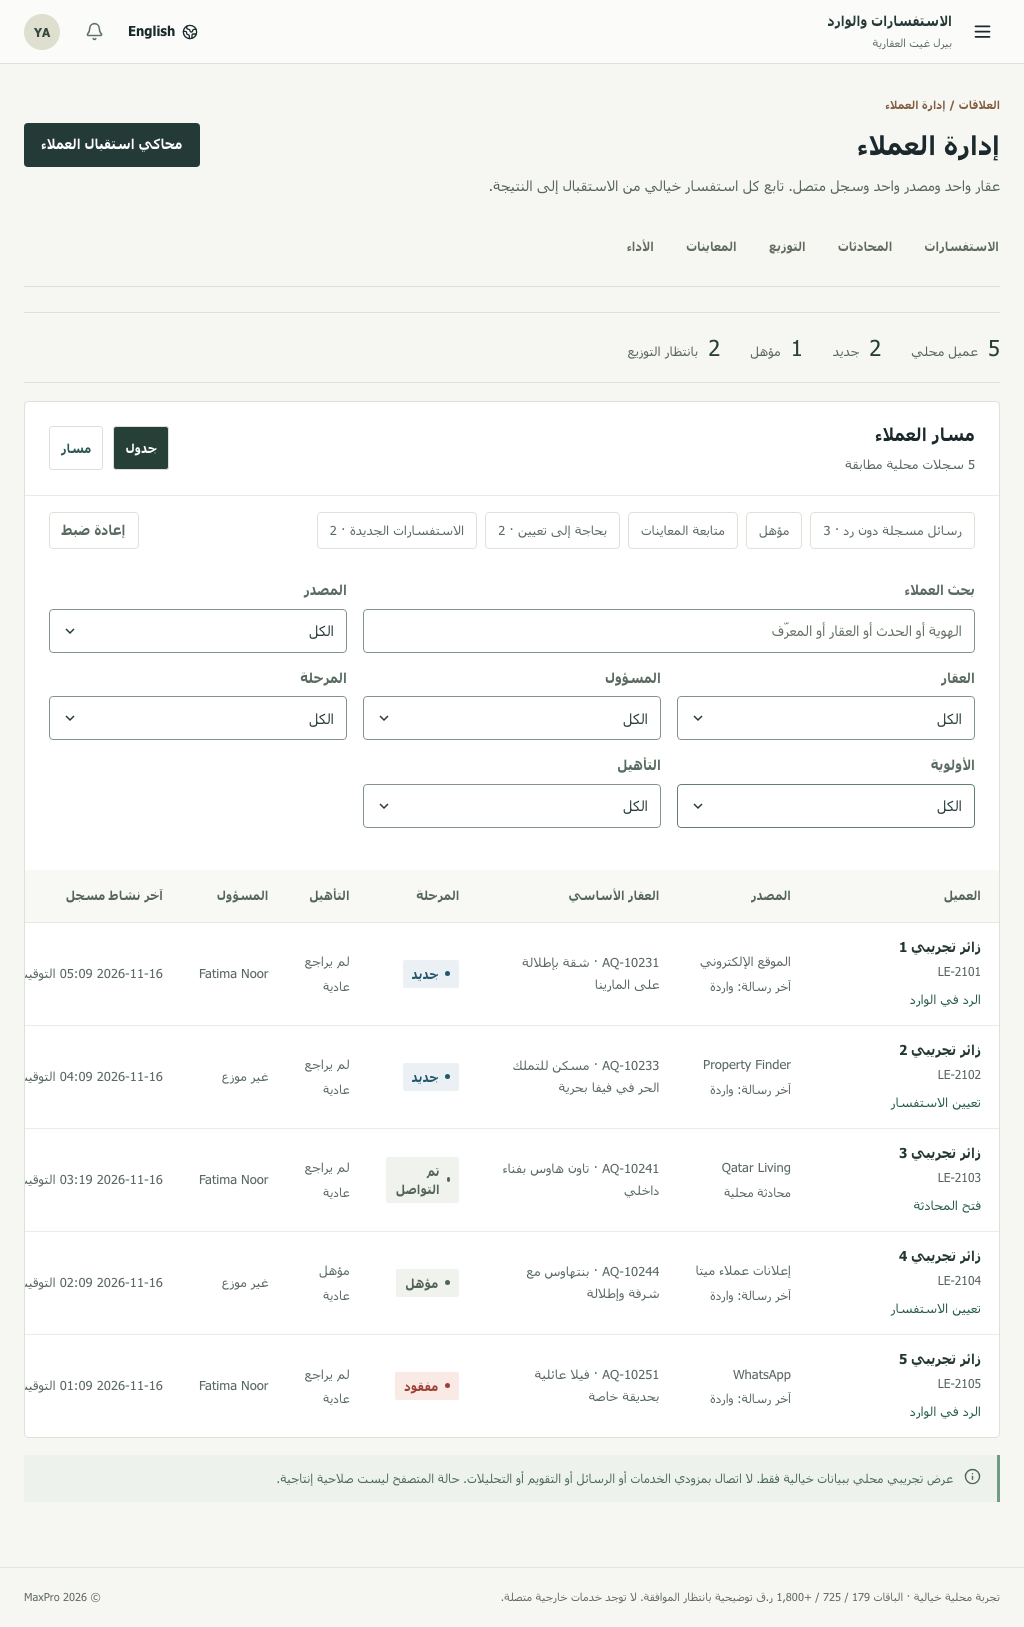 الاستفسارات والوارد
بيرل غيت العقارية
English
YA
العلاقات / إدارة العملاء
إدارة العملاء
محاكي استقبال العملاء
عقار واحد ومصدر واحد وسجل متصل. تابع كل استفسار خيالي من الاستقبال إلى النتيجة.
الاستفسارات المحادثات التوزيع المعاينات الأداء
5 عميل محلي 2 جديد 1 مؤهل 2 بانتظار التوزيع
مسار العملاء
5 سجلات محلية مطابقة
جدول مسار
رسائل مسجلة دون رد · 3 متابعة المعاينات مؤهل بحاجة إلى تعيين · 2 الاستفسارات الجديدة · 2 إعادة ضبط
بحث العملاء المصدر
الهوية أو الحدث أو العقار أو المعرّف الكل
العقار المسؤول المرحلة
الكل الكل الكل
الأولوية التأهيل
الكل الكل
العميل المصدر العقار الأساسي المرحلة التأهيل المسؤول آخر نشاط مسجل
زائر تجريبي 1
LE-2101
الرد في الوارد
الموقع الإلكتروني
آخر رسالة: واردة
AQ-10231 · شقة بإطلالة
على المارينا
جديد
لم يراجع
عادية
Fatima Noor
2026-11-16 05:09
زائر تجريبي 2
LE-2102
تعيين الاستفسار
Property Finder
آخر رسالة: واردة
AQ-10233 · مسكن للتملك
الحر في فيفا بحرية
جديد
لم يراجع
عادية
غير موزع
2026-11-16 04:09
زائر تجريبي 3
LE-2103
فتح المحادثة
Qatar Living
محادثة محلية
AQ-10241 · تاون هاوس بفناء
داخلي
تم
التواصل
لم يراجع
عادية
Fatima Noor
2026-11-16 03:19
زائر تجريبي 4
LE-2104
تعيين الاستفسار
إعلانات عملاء ميتا
آخر رسالة: واردة
AQ-10244 · بنتهاوس مع
شرفة وإطلالة
مؤهل
مؤهل
عادية
غير موزع
2026-11-16 02:09
زائر تجريبي 5
LE-2105
الرد في الوارد
WhatsApp
آخر رسالة: واردة
AQ-10251 · فيلا عائلية
بحديقة خاصة
مفقود
لم يراجع
عادية
Fatima Noor
2026-11-16 01:09
عرض تجريبي محلي ببيانات خيالية فقط. لا اتصال بمزودي الخدمات أو الرسائل أو التقويم أو التحليلات. حالة المتصفح ليست صلاحية إنتاجية.
تجربة محلية خيالية · الباقات 179 / 725 / +1,800 ر.ق توضيحية بانتظار الموافقة. لا توجد خدمات خارجية متصلة.
© 2026 MaxPro